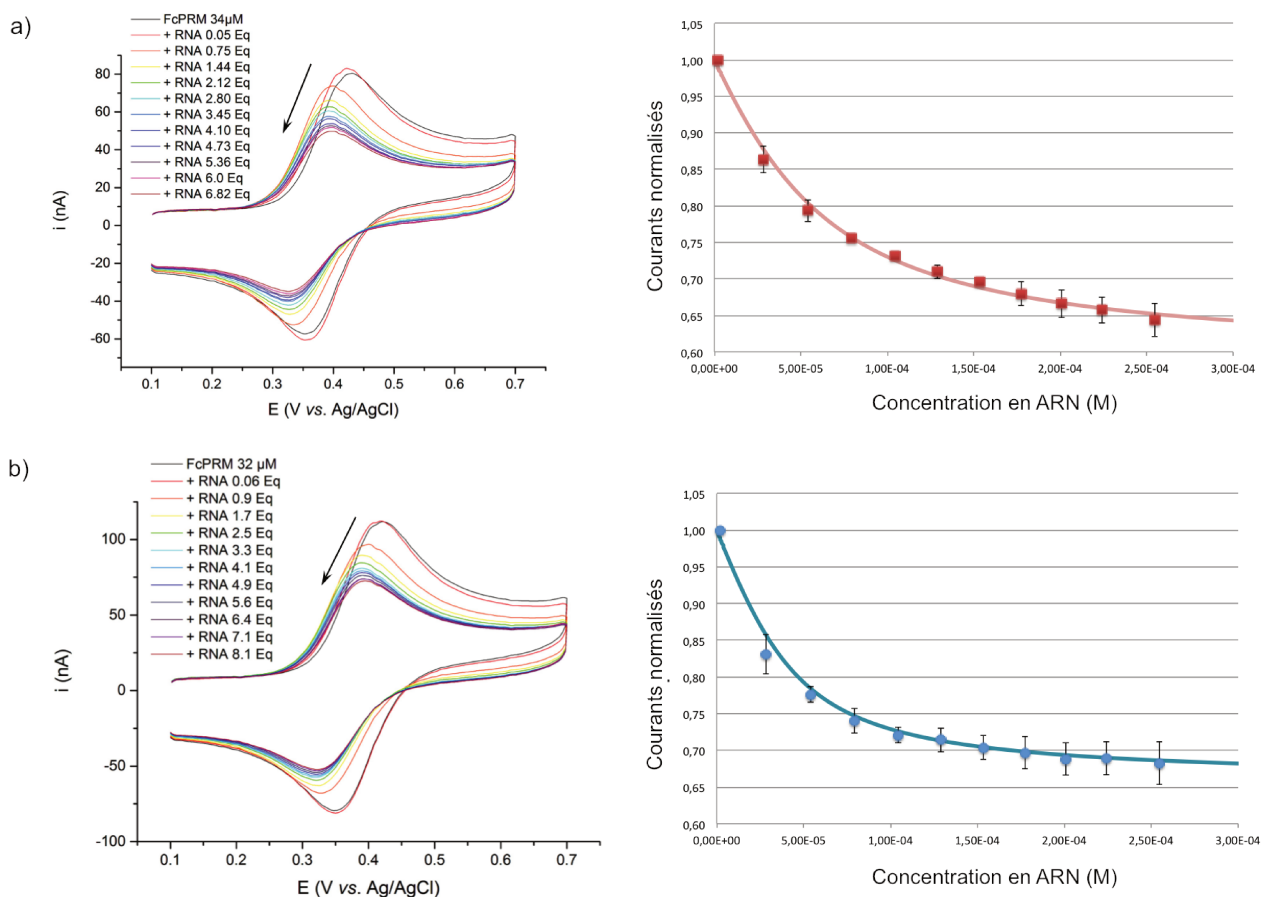 a)
FcPRM 34µM
+ RNA 0.05 Eq
+ RNA 0.75 Eq
+ RNA 1.44 Eq
+ RNA 2.12 Eq
+ RNA 2.80 Eq
+ RNA 3.45 Eq
+ RNA 4.10 Eq
+ RNA 4.73 Eq
+ RNA 5.36 Eq
+ RNA 6.0 Eq
+ RNA 6.82 Eq
80
60
40
20
0
-20
-40
-60
i (nA)
0.1 0.2 0.3 0.4 0.5 0.6 0.7
E (V vs. Ag/AgCl)
1,05
1,00
0,95
0,90
0,85
0,80
0,75
0,70
0,65
0,60
Courants normalisés
0,00E+00 5,00E-05 1,00E-04 1,50E-04 2,00E-04 2,50E-04 3,00E-04
Concentration en ARN (M)
b)
FcPRM 32 µM
+ RNA 0.06 Eq
+ RNA 0.9 Eq
+ RNA 1.7 Eq
+ RNA 2.5 Eq
+ RNA 3.3 Eq
+ RNA 4.1 Eq
+ RNA 4.9 Eq
+ RNA 5.6 Eq
+ RNA 6.4 Eq
+ RNA 7.1 Eq
+ RNA 8.1 Eq
100
50
0
-50
-100
i (nA)
0.1 0.2 0.3 0.4 0.5 0.6 0.7
E (V vs. Ag/AgCl)
1,05
1,00
0,95
0,90
0,85
0,80
0,75
0,70
0,65
0,60
Courants normalisés
0,00E+00 5,00E-05 1,00E-04 1,50E-04 2,00E-04 2,50E-04 3,00E-04
Concentration en ARN (M)